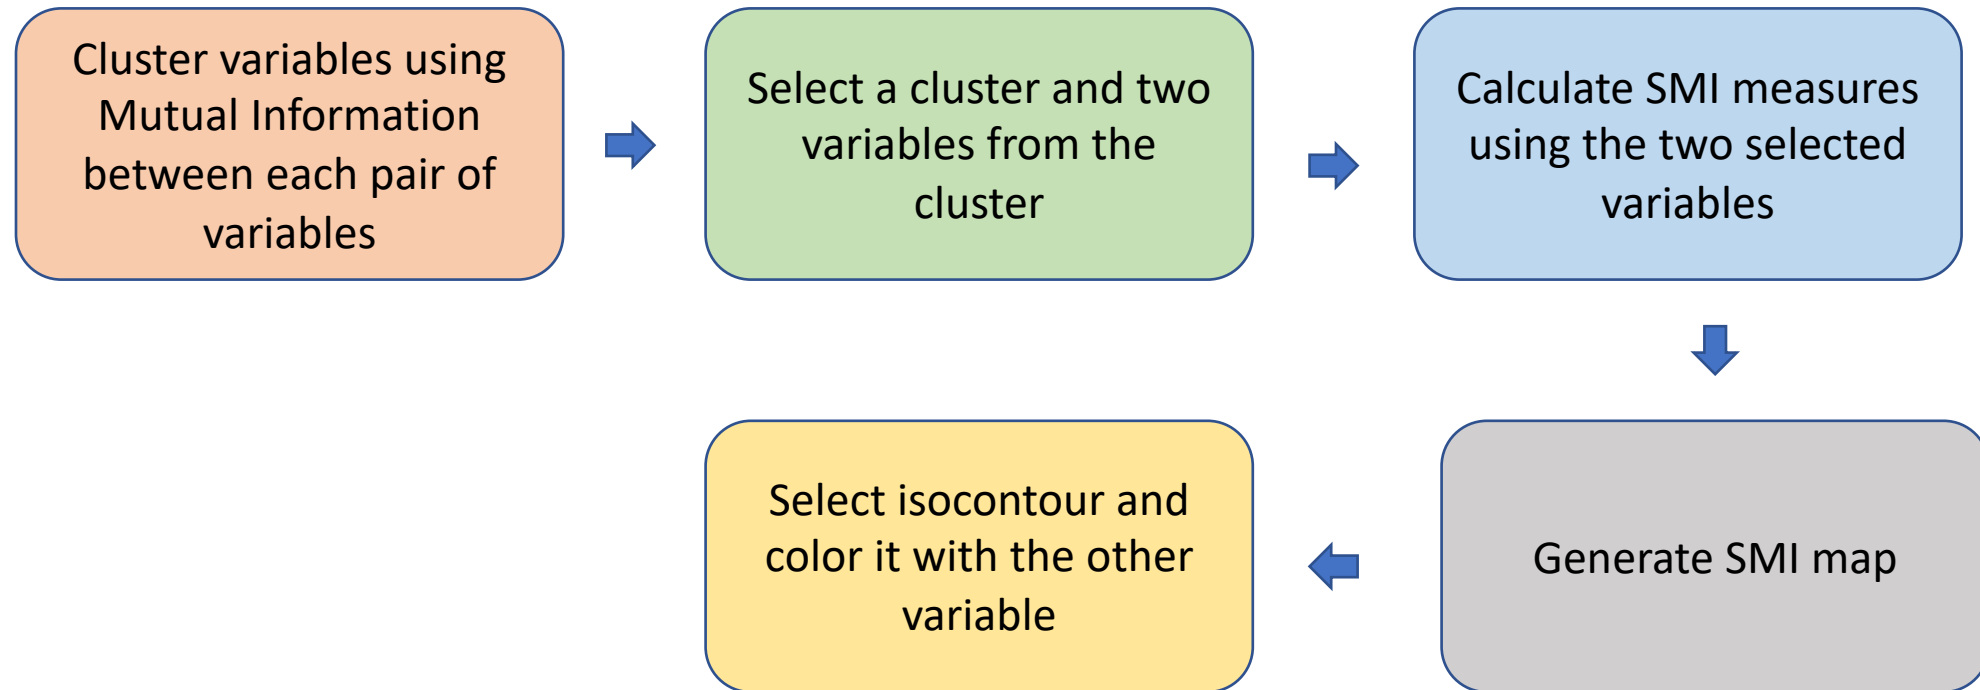 Cluster variables using
Mutual Information
between each pair of
variables
Select a cluster and two
variables from the
cluster
Calculate SMI measures
using the two selected
variables
Generate SMI map
Select isocontour and
color it with the other
variable